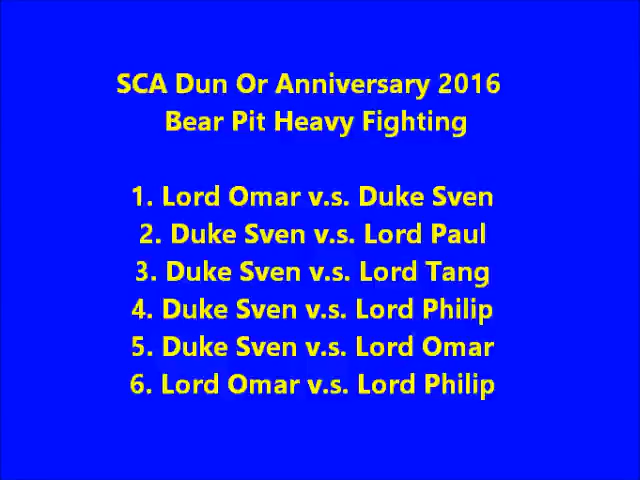 SCA Dun Or Anniversary 2016
Bear Pit Heavy Fighting
1. Lord Omar v.s. Duke Sven
2. Duke Sven v.s. Lord Paul
3. Duke Sven v.s. Lord Tang
4. Duke Sven v.s. Lord Philip
5. Duke Sven v.s. Lord Omar
6. Lord Omar v.s. Lord Philip